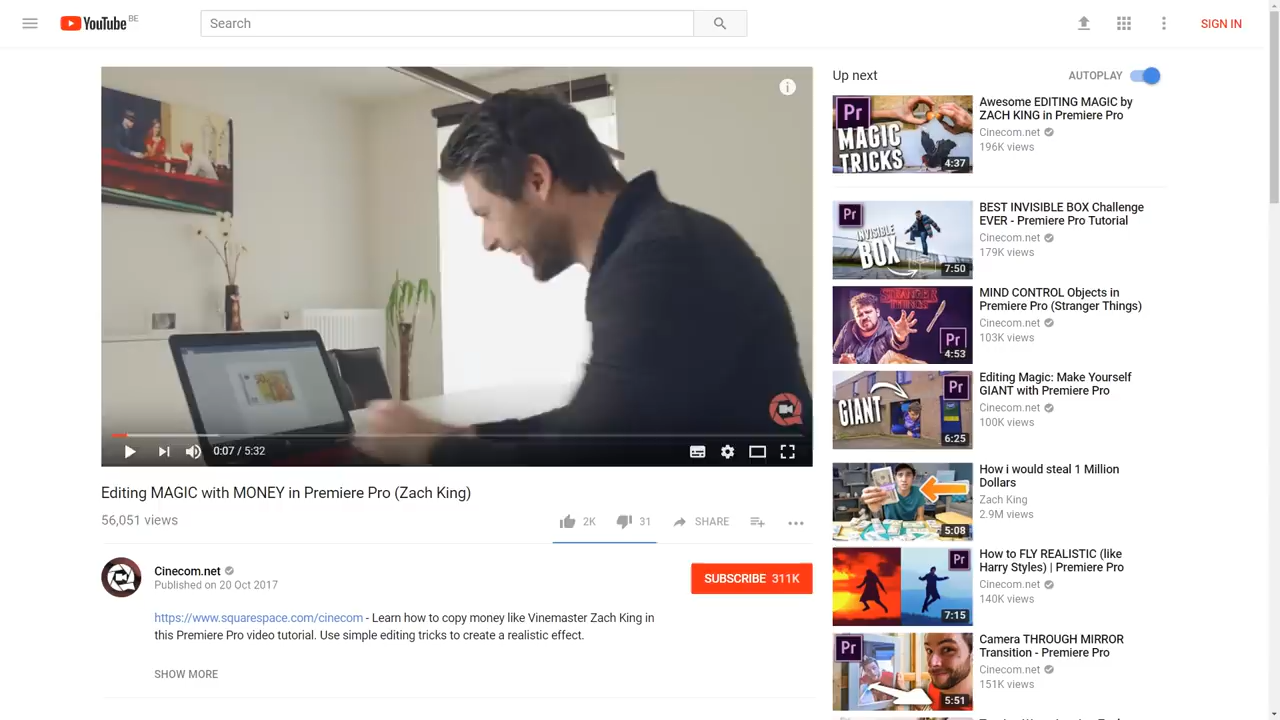 YouTube BE
Search
SIGN IN
0:07 / 5:32
Editing MAGIC with MONEY in Premiere Pro (Zach King)
56,051 views
2K
31
SHARE
Cinecom.net
Published on 20 Oct 2017
SUBSCRIBE 311K
https://www.squarespace.com/cinecom - Learn how to copy money like Vinemaster Zach King in
this Premiere Pro video tutorial. Use simple editing tricks to create a realistic effect.
SHOW MORE
Up next
AUTOPLAY
Pr
MAGIC
TRICKS
4:37
Awesome EDITING MAGIC by
ZACH KING in Premiere Pro
Cinecom.net
196K views
Pr
INVISIBLE
BOX
7:50
BEST INVISIBLE BOX Challenge
EVER - Premiere Pro Tutorial
Cinecom.net
179K views
STRANGER
THINGS
Pr
4:53
MIND CONTROL Objects in
Premiere Pro (Stranger Things)
Cinecom.net
103K views
Pr
GIANT
6:25
Editing Magic: Make Yourself
GIANT with Premiere Pro
Cinecom.net
100K views
5:08
How i would steal 1 Million
Dollars
Zach King
2.9M views
Pr
7:15
How to FLY REALISTIC (like
Harry Styles) | Premiere Pro
Cinecom.net
140K views
Pr
5:51
Camera THROUGH MIRROR
Transition - Premiere Pro
Cinecom.net
151K views